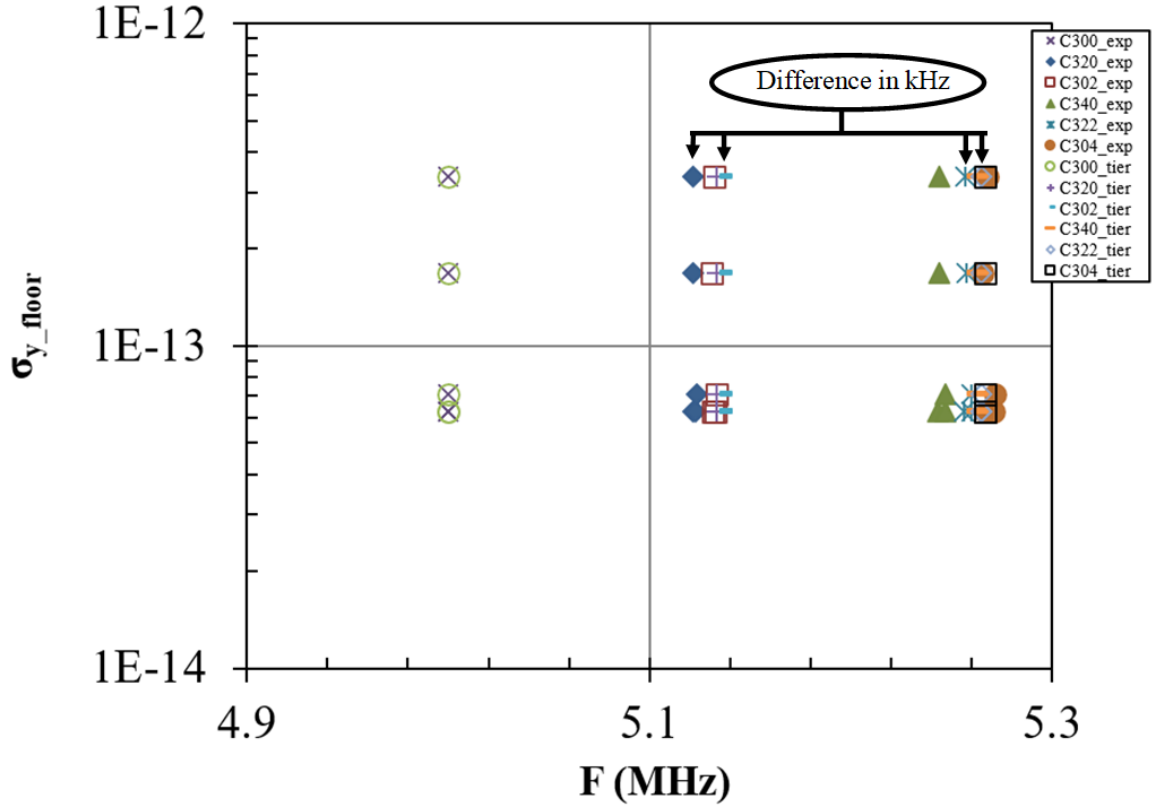 1E-12
1E-13
1E-14
σy_floor
4.9
5.1
5.3
F (MHz)
Difference in kHz
C300_exp
C320_exp
C302_exp
C340_exp
C322_exp
C304_exp
C300_tier
C320_tier
C302_tier
C340_tier
C322_tier
C304_tier